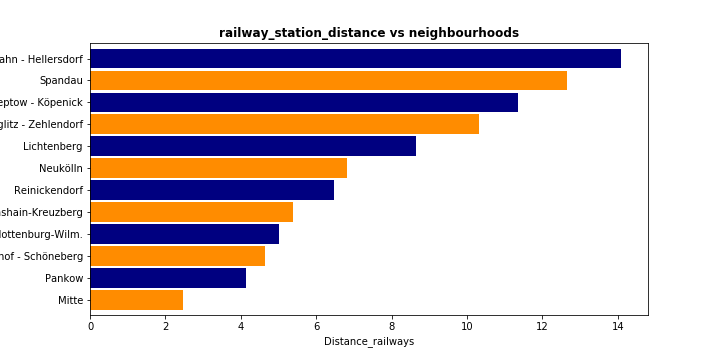 railway_station_distance vs neighbourhoods
ahn - Hellersdorf
Spandau
eptow - Köpenick
glitz - Zehlendorf
Lichtenberg
Neukölln
Reinickendorf
shain-Kreuzberg
lottenburg-Wilm.
hof - Schöneberg
Pankow
Mitte
0 2 4 6 8 10 12 14
Distance_railways